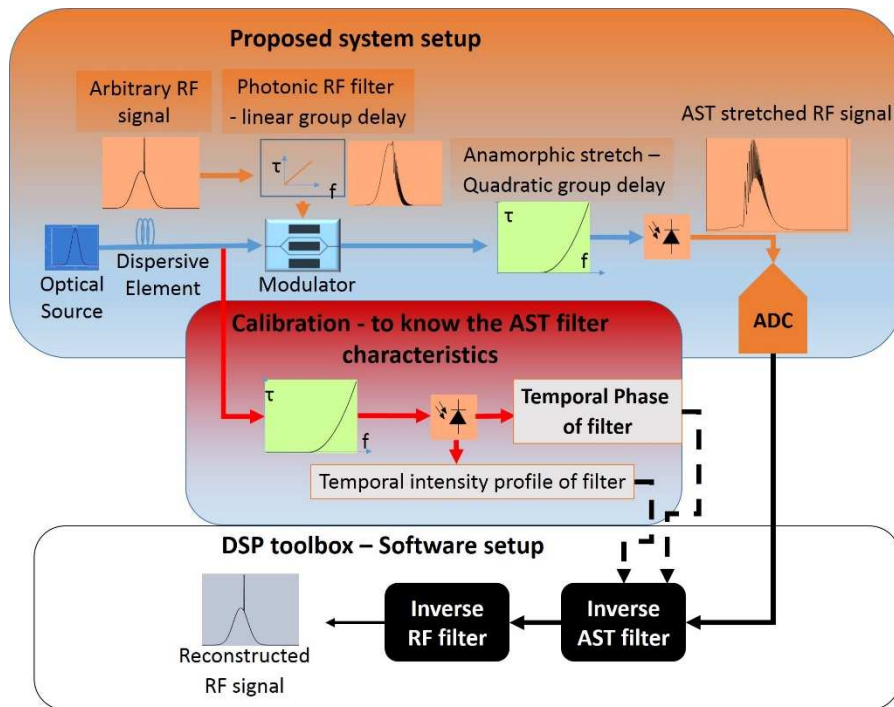 Proposed system setup
Arbitrary RF
signal
Photonic RF filter
- linear group delay
AST stretched RF signal
τ
f
Anamorphic stretch –
Quadratic group delay
τ
f
Optical
Source
Dispersive
Element
Modulator
ADC
Calibration - to know the AST filter
characteristics
τ
f
Temporal Phase
of filter
Temporal intensity profile of filter
DSP toolbox – Software setup
Inverse
RF filter
Inverse
AST filter
Reconstructed
RF signal